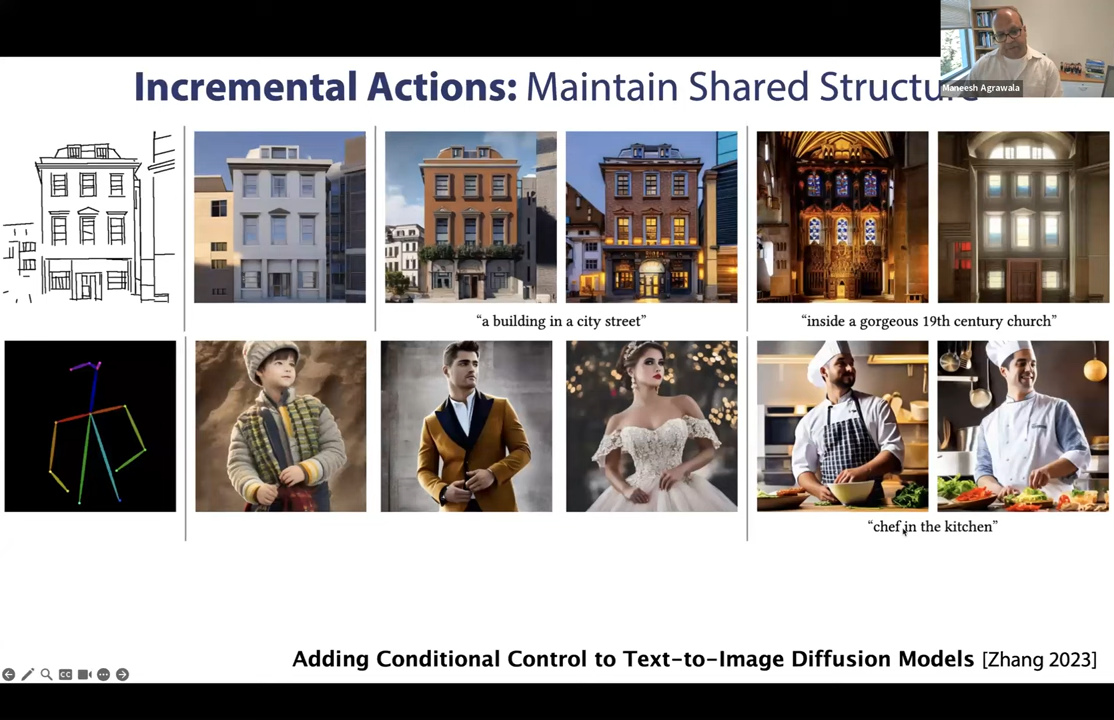 Incremental Actions: Maintain Shared Structure
Maneesh Agrawala
“a building in a city street”
“inside a gorgeous 19th century church”
“chef in the kitchen”
Adding Conditional Control to Text-to-Image Diffusion Models [Zhang 2023]
CC